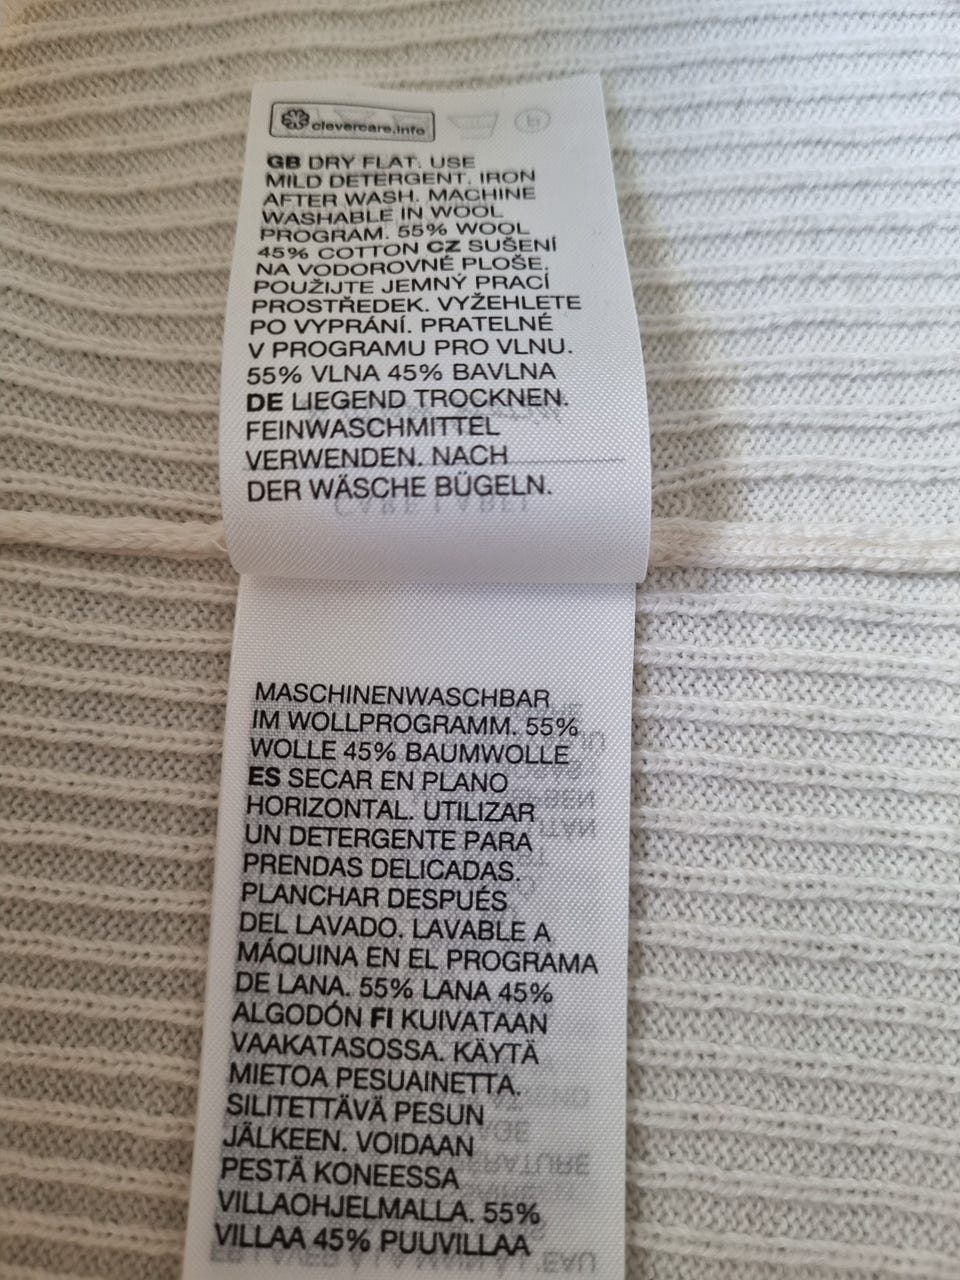 clevercare.info
GB DRY FLAT. USE
MILD DETERGENT. IRON
AFTER WASH. MACHINE
WASHABLE IN WOOL
PROGRAM. 55% WOOL
45% COTTON CZ SUŠENÍ
NA VODOROVNÉ PLOŠE.
POUŽIJTE JEMNÝ PRACÍ
PROSTŘEDEK. VYŽEHLETE
PO VYPRÁNÍ. PRATELNÉ
V PROGRAMU PRO VLNU.
55% VLNA 45% BAVLNA
DE LIEGEND TROCKNEN.
FEINWASCHMITTEL
VERWENDEN. NACH
DER WÄSCHE BÜGELN.
CARE LABEL
MASCHINENWASCHBAR
IM WOLLPROGRAMM. 55%
WOLLE 45% BAUMWOLLE
ES SECAR EN PLANO
HORIZONTAL. UTILIZAR
UN DETERGENTE PARA
PRENDAS DELICADAS.
PLANCHAR DESPUÉS
DEL LAVADO. LAVABLE A
MÁQUINA EN EL PROGRAMA
DE LANA. 55% LANA 45%
ALGODÓN FI KUIVATAAN
VAAKATASOSSA. KÄYTÄ
MIETOA PESUAINETTA.
SILITETTÄVÄ PESUN
JÄLKEEN. VOIDAAN
PESTÄ KONEESSA
VILLAOHJELMALLA. 55%
VILLAA 45% PUUVILLAA